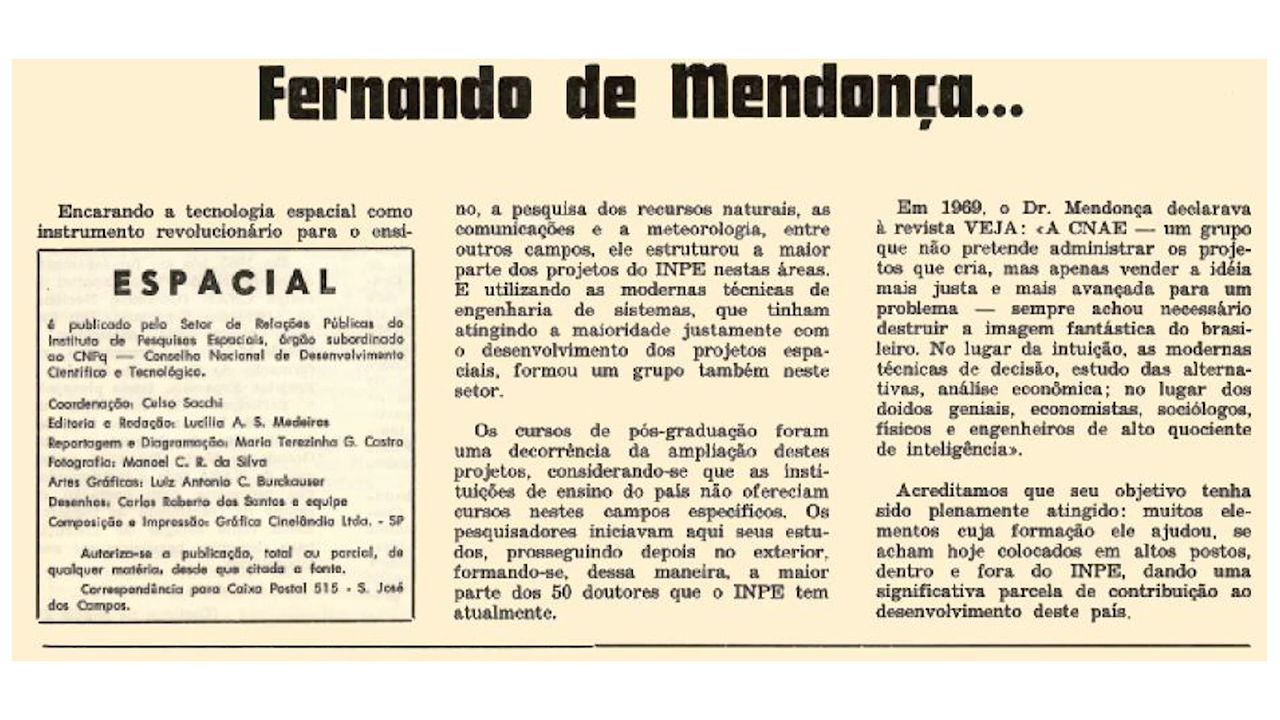 Fernando de Mendonça...
Encarando a tecnologia espacial como
instrumento revolucionário para o ensi-
ESPACIAL
é publicado pelo Setor de Relações Públicas do
Instituto de Pesquisas Espaciais, órgão subordinado
ao CNPq — Conselho Nacional de Desenvolvimento
Científico e Tecnológico.
Coordenação: Celso Sacchi
Editoria e Redação: Lucília A. S. Medeiros
Reportagem e Diagramação: Maria Terezinha G. Castro
Fotografia: Manoel C. R. da Silva
Artes Gráficas: Luiz Antonio C. Burckauser
Desenhos: Carlos Roberto dos Santos e equipe
Composição e Impressão: Gráfica Cinelândia Ltda. - SP
Autoriza-se a publicação, total ou parcial, de
qualquer matéria, desde que citada a fonte.
Correspondência para Caixa Postal 515 - S. José
dos Campos.
no, a pesquisa dos recursos naturais, as
comunicações e a meteorologia, entre
outros campos, ele estruturou a maior
parte dos projetos do INPE nestas áreas.
E utilizando as modernas técnicas de
engenharia de sistemas, que tinham
atingindo a maioridade justamente com
o desenvolvimento dos projetos espa-
ciais, formou um grupo também neste
setor.
Os cursos de pós-graduação foram
uma decorrência da ampliação destes
projetos, considerando-se que as insti-
tuições de ensino do país não ofereciam
cursos nestes campos específicos. Os
pesquisadores iniciavam aqui seus estu-
dos, prosseguindo depois no exterior,
formando-se, dessa maneira, a maior
parte dos 50 doutores que o INPE tem
atualmente.
Em 1969, o Dr. Mendonça declarava
à revista VEJA: «A CNAE — um grupo
que não pretende administrar os proje-
tos que cria, mas apenas vender a idéia
mais justa e mais avançada para um
problema — sempre achou necessário
destruir a imagem fantástica do brasi-
leiro. No lugar da intuição, as modernas
técnicas de decisão, estudo das alterna-
tivas, análise econômica; no lugar dos
doidos geniais, economistas, sociólogos,
físicos e engenheiros de alto quociente
de inteligência».
Acreditamos que seu objetivo tenha
sido plenamente atingido: muitos ele-
mentos cuja formação ele ajudou, se
acham hoje colocados em altos postos,
dentro e fora do INPE, dando uma
significativa parcela de contribuição ao
desenvolvimento deste país.